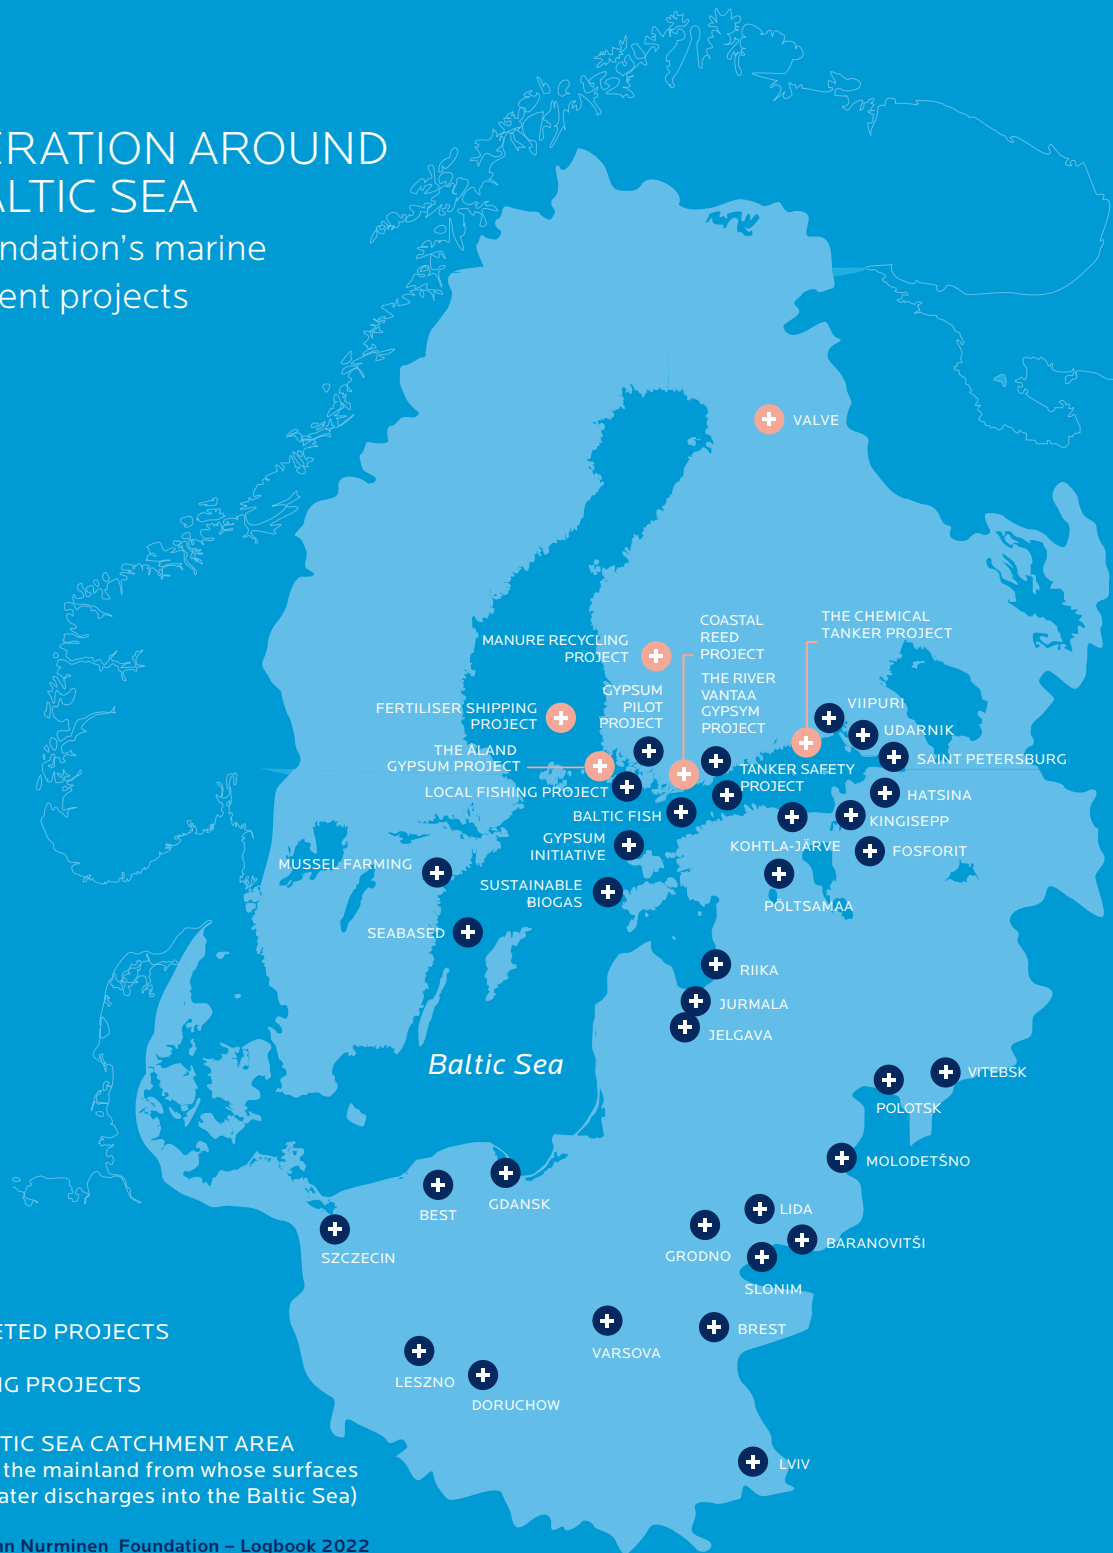 ERATION AROUND
ALTIC SEA
ndation's marine
ent projects
VALVE
MANURE RECYCLING
PROJECT
COASTAL
REED
PROJECT
THE CHEMICAL
TANKER PROJECT
FERTILISER SHIPPING
PROJECT
GYPSUM
PILOT
PROJECT
THE RIVER
VANTAA
GYPSYM
PROJECT
VIIPURI
UDARNIK
SAINT PETERSBURG
THE ÅLAND
GYPSUM PROJECT
TANKER SAFETY
PROJECT
LOCAL FISHING PROJECT
HATSINA
BALTIC FISH
KINGISEPP
GYPSUM
INITIATIVE
KOHTLA-JÄRVE
FOSFORIT
MUSSEL FARMING
SUSTAINABLE
BIOGAS
PÖLTSAMAA
SEABASED
RIIKA
JURMALA
JELGAVA
Baltic Sea
VITEBSK
POLOTSK
MOLODETŠNO
GDANSK
BEST
LIDA
GRODNO
BARANOVITŠI
SZCZECIN
SLONIM
BREST
VARSOVA
LESZNO
DORUCHOW
LVIV
ETED PROJECTS
NG PROJECTS
TIC SEA CATCHMENT AREA
the mainland from whose surfaces
ater discharges into the Baltic Sea)
nn Nurminen Foundation – Logbook 2022